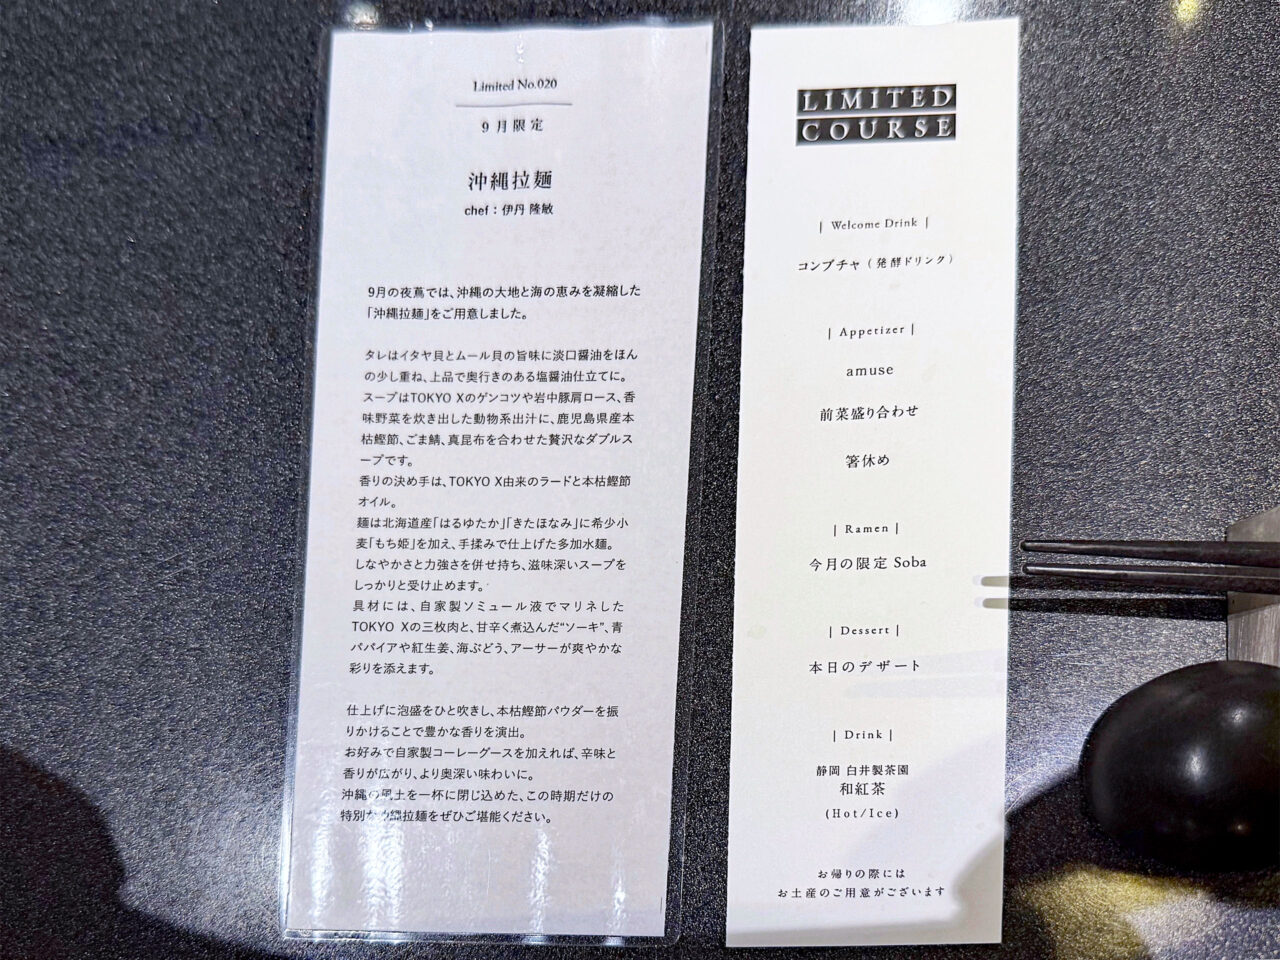 Limited No.020
9月限定
沖縄拉麺
chef：伊丹 隆敏
9月の夜蔦では、沖縄の大地と海の恵みを凝縮した
「沖縄拉麺」をご用意しました。
タレはイタヤ貝とムール貝の旨味に淡口醤油をほん
の少し重ね、上品で奥行きのある塩醤油仕立てに。
スープはTOKYO Xのゲンコツや岩中豚肩ロース、香
味野菜を炊き出した動物系出汁に、鹿児島県産本
枯鰹節、ごま鯖、真昆布を合わせた贅沢なダブルス
ープです。
香りの決め手は、TOKYO X由来のラードと本枯鰹節
オイル。
麺は北海道産「はるゆたか」「きたほなみ」に希少小
麦「もち姫」を加え、手揉みで仕上げた多加水麺。
しなやかさと力強さを併せ持ち、滋味深いスープを
しっかりと受け止めます。
具材には、自家製ソミュール液でマリネした
TOKYO Xの三枚肉と、甘辛く煮込んだ“ソーキ”、青
パパイアや紅生姜、海ぶどう、アーサーが爽やかな
彩りを添えます。
仕上げに泡盛をひと吹きし、本枯鰹節パウダーを振
りかけることで豊かな香りを演出。
お好みで自家製コーレーグースを加えれば、辛味と
香りが広がり、より奥深い味わいに。
沖縄の風土を一杯に閉じ込めた、この時期だけの
特別な沖縄拉麺をぜひご堪能ください。
LIMITED
COURSE
| Welcome Drink |
コンブチャ（発酵ドリンク）
| Appetizer |
amuse
前菜盛り合わせ
箸休め
| Ramen |
今月の限定 Soba
| Dessert |
本日のデザート
| Drink |
静岡 白井製茶園
和紅茶
(Hot/Ice)
お帰りの際には
お土産のご用意がございます